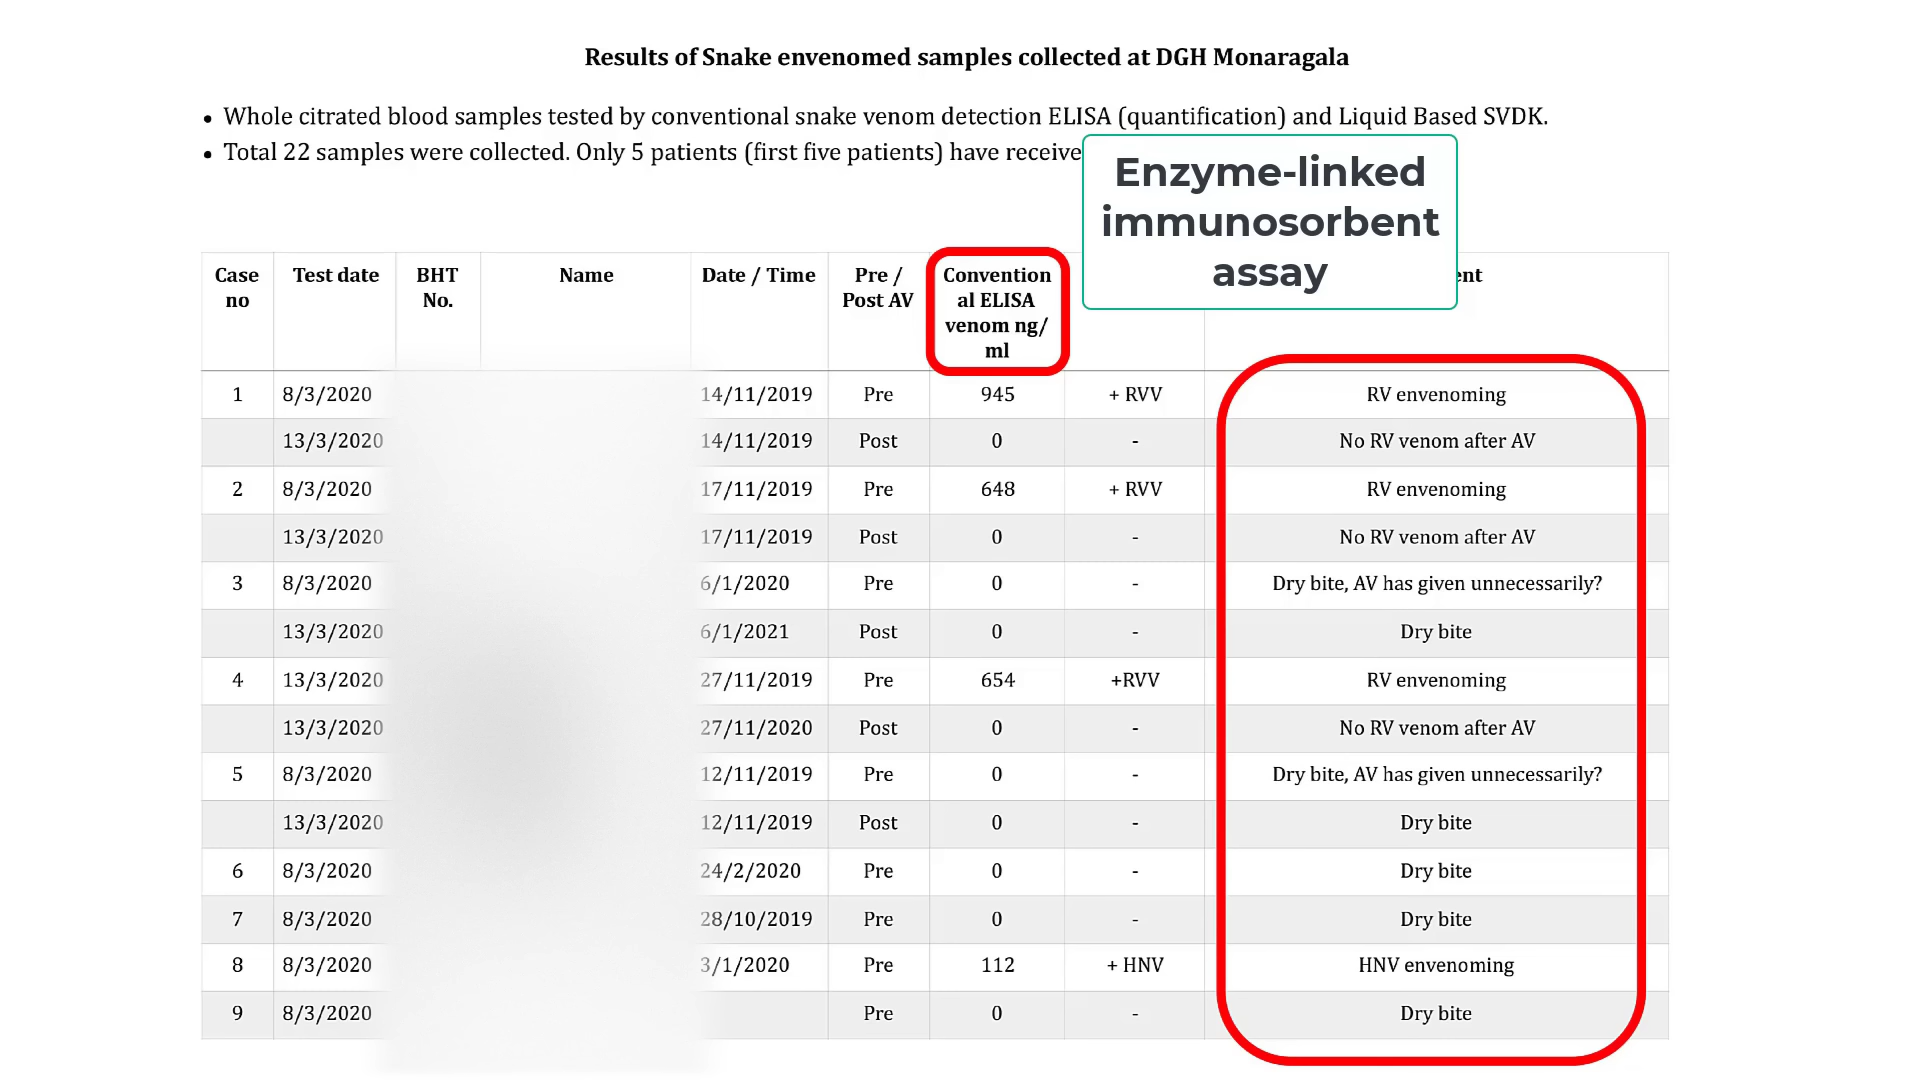 Results of Snake envenomed samples collected at DGH Monaragala
• Whole citrated blood samples tested by conventional snake venom detection ELISA (quantification) and Liquid Based SVDK.
• Total 22 samples were collected. Only 5 patients (first five patients) have receive
Enzyme-linked
immunosorbent
assay
Case no Test date BHT No. Name Date / Time Pre / Post AV Convention al ELISA venom ng/ ml ent
1 8/3/2020 14/11/2019 Pre 945 + RVV RV envenoming
13/3/2020 14/11/2019 Post 0 - No RV venom after AV
2 8/3/2020 17/11/2019 Pre 648 + RVV RV envenoming
13/3/2020 17/11/2019 Post 0 - No RV venom after AV
3 8/3/2020 6/1/2020 Pre 0 - Dry bite, AV has given unnecessarily?
13/3/2020 6/1/2021 Post 0 - Dry bite
4 13/3/2020 27/11/2019 Pre 654 +RVV RV envenoming
13/3/2020 27/11/2020 Post 0 - No RV venom after AV
5 8/3/2020 12/11/2019 Pre 0 - Dry bite, AV has given unnecessarily?
13/3/2020 12/11/2019 Post 0 - Dry bite
6 8/3/2020 24/2/2020 Pre 0 - Dry bite
7 8/3/2020 28/10/2019 Pre 0 - Dry bite
8 8/3/2020 3/1/2020 Pre 112 + HNV HNV envenoming
9 8/3/2020 Pre 0 - Dry bite